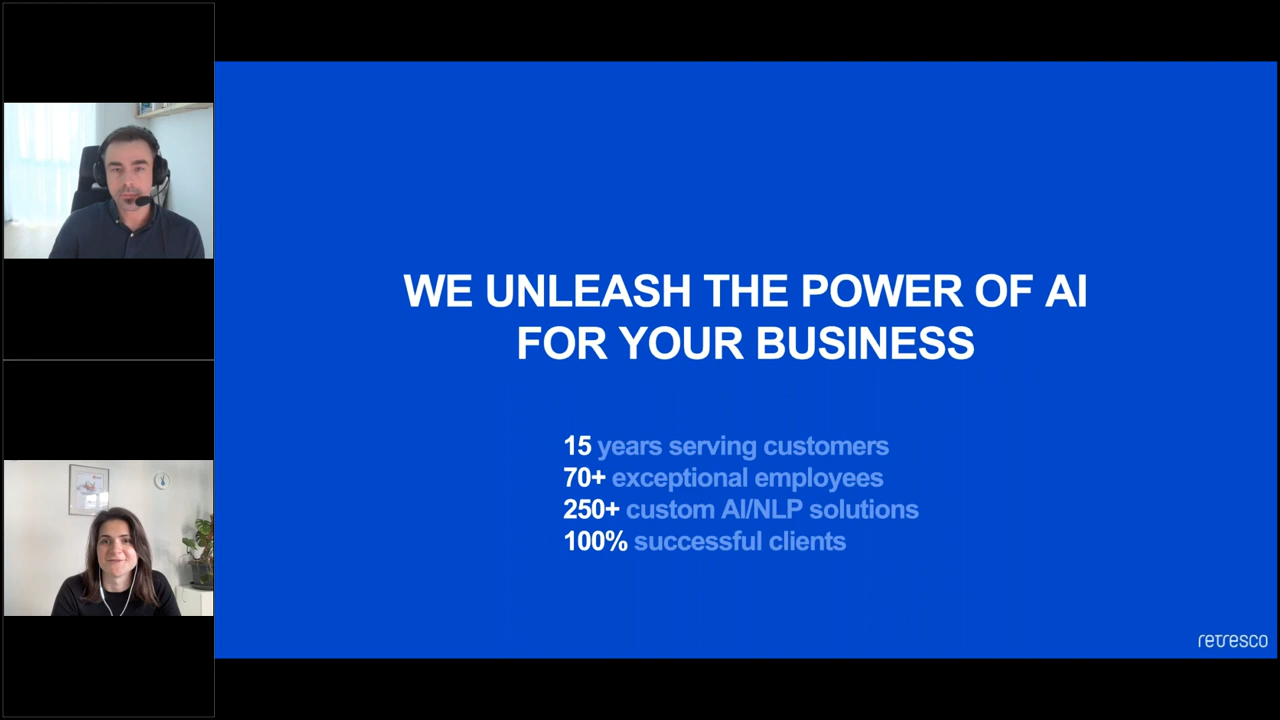 WE UNLEASH THE POWER OF AI
FOR YOUR BUSINESS
15 years serving customers
70+ exceptional employees
250+ custom AI/NLP solutions
100% successful clients
retresco